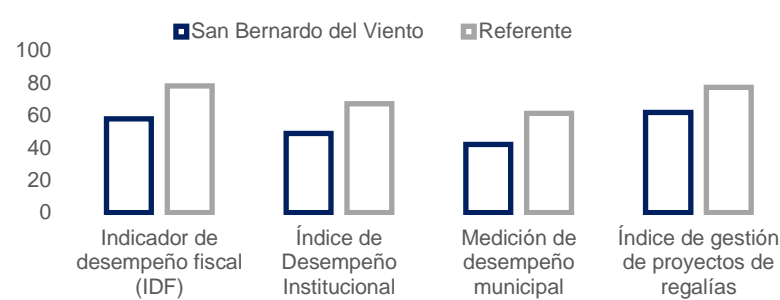 San Bernardo del Viento Referente
100
80
60
40
20
0
Indicador de
desempeño fiscal
(IDF)
Índice de
Desempeño
Institucional
Medición de
desempeño
municipal
Índice de gestión
de proyectos de
regalías